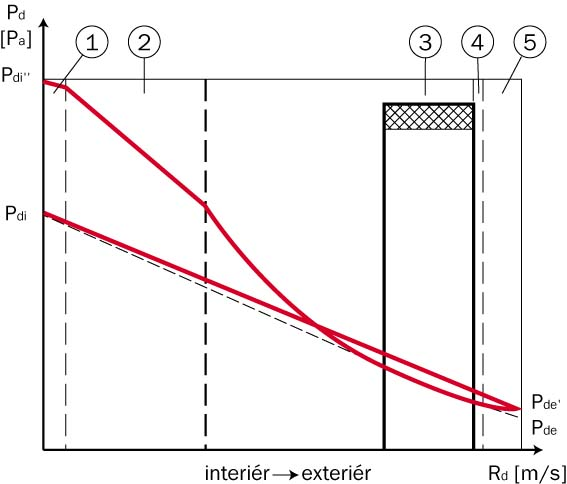 Pd
[Pa]
1
2
3
4
5
Pdi''
Pdi
Pde'
Pde
interiér → exteriér
Rd [m/s]